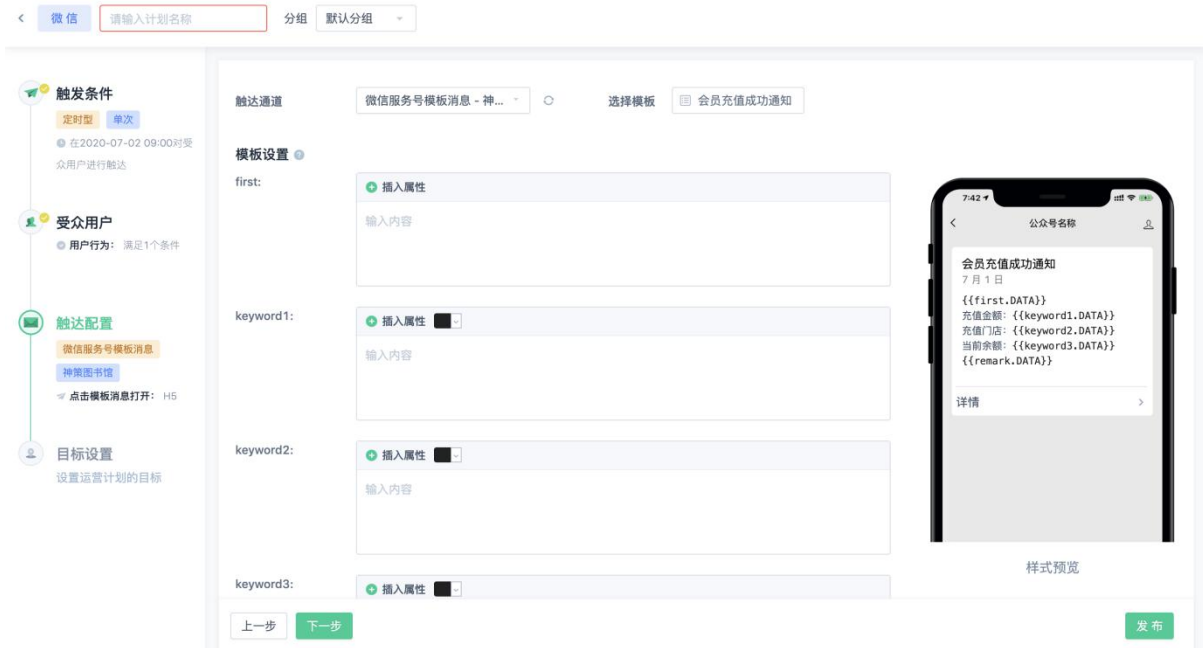 微信 请输入计划名称 分组 默认分组
触发条件
定时型 单次
在2020-07-02 09:00对受
众用户进行触达
受众用户
用户行为： 满足1个条件
触达配置
微信服务号模板消息
神策图书馆
点击模板消息打开： H5
目标设置
设置运营计划的目标
触达通道 微信服务号模板消息 - 神... 选择模板 会员充值成功通知
模板设置
first:
插入属性
输入内容
keyword1:
插入属性
输入内容
keyword2:
插入属性
输入内容
keyword3:
插入属性
7:42
公众号名称
会员充值成功通知
7 月 1 日
{{first.DATA}}
充值金额：{{keyword1.DATA}}
充值门店：{{keyword2.DATA}}
当前余额：{{keyword3.DATA}}
{{remark.DATA}}
详情
样式预览
上一步 下一步 发布